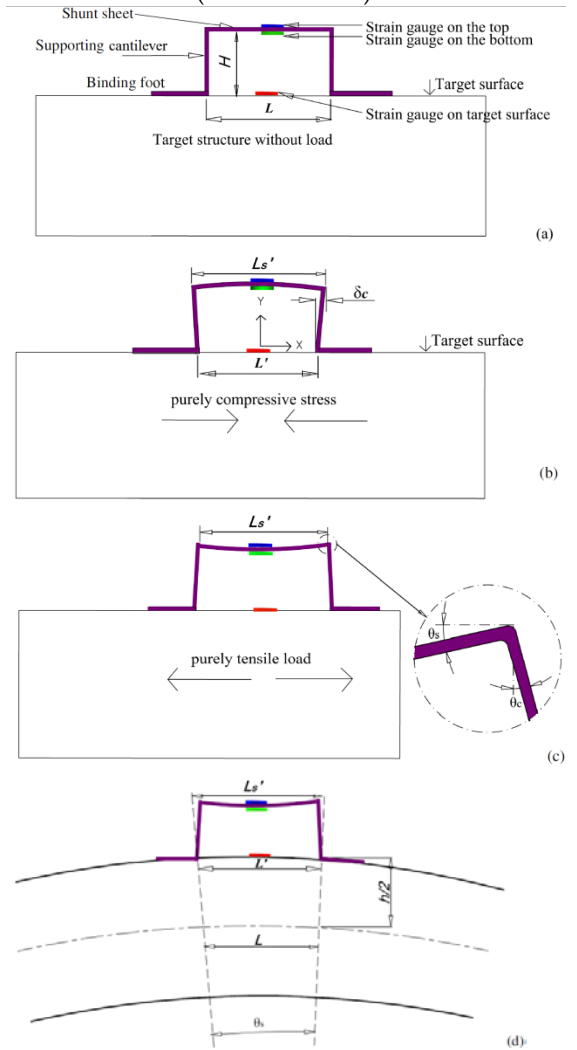 Shunt sheet
Strain gauge on the top
Strain gauge on the bottom
Supporting cantilever
H
Binding foot
Target surface
L
Strain gauge on target surface
Target structure without load
(a)
Ls'
δc
Y
X
Target surface
L'
purely compressive stress
(b)
Ls'
θs
purely tensile load
θc
(c)
Ls'
L'
h/2
L
θs
(d)